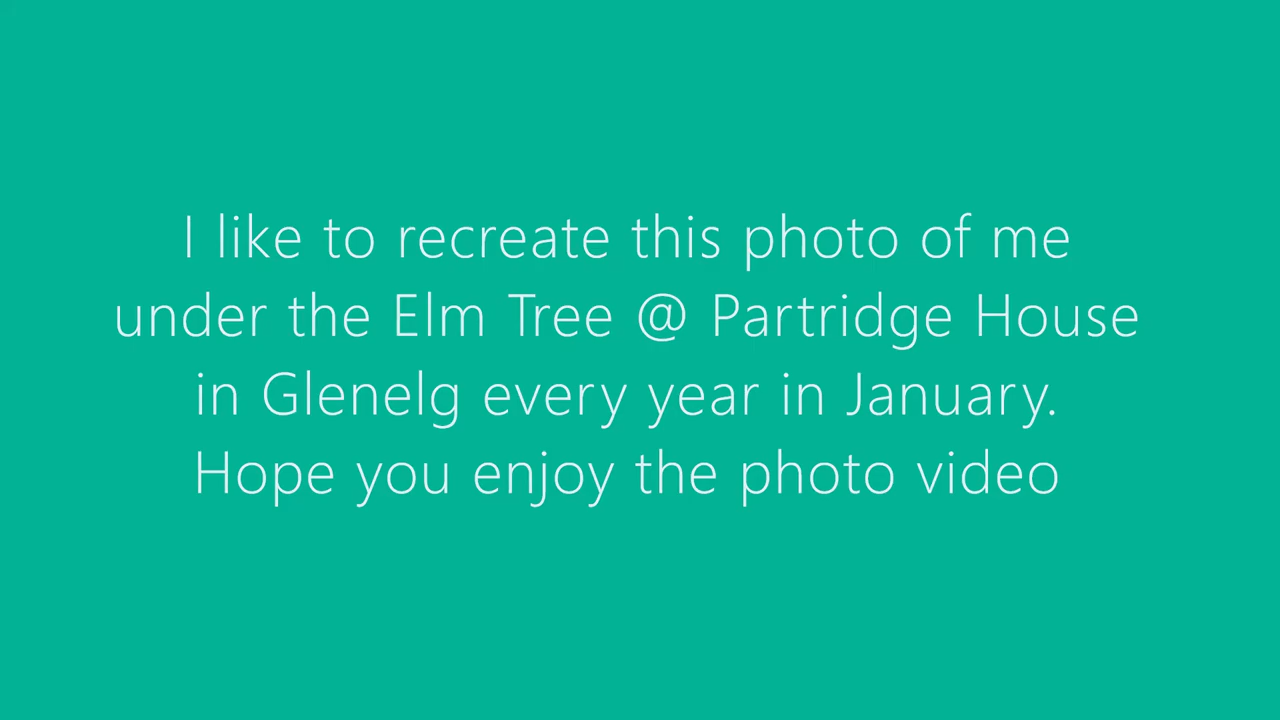 I like to recreate this photo of me
under the Elm Tree @ Partridge House
in Glenelg every year in January.
Hope you enjoy the photo video